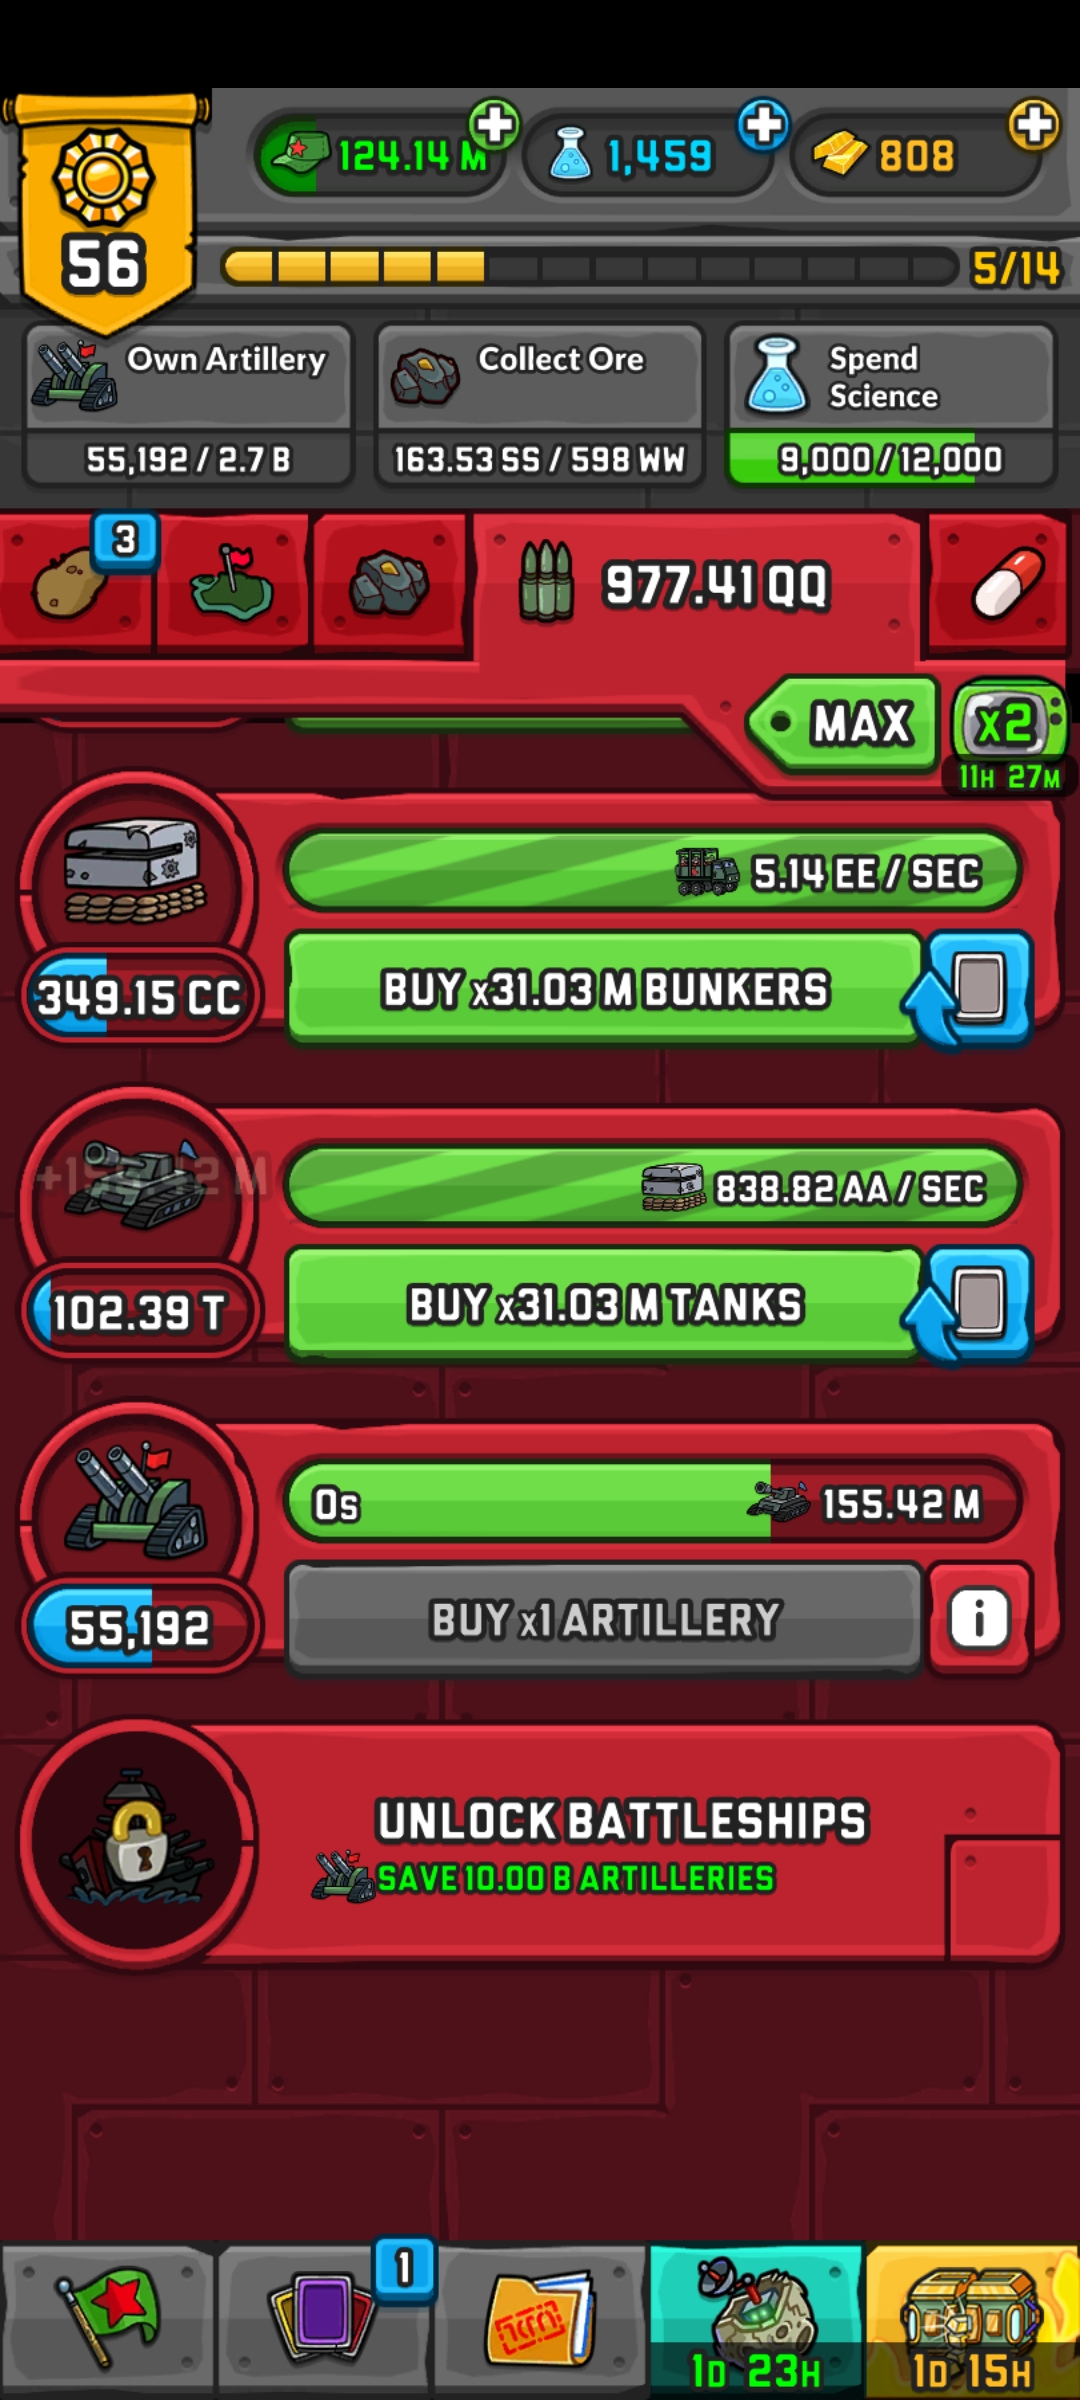 124.14 M
1,459
808
56
5/14
Own Artillery
55,192 / 2.7 B
Collect Ore
163.53 SS / 598 WW
Spend
Science
9,000 / 12,000
3
977.41 QQ
MAX
x2
11H 27M
5.14 EE / SEC
349.15 CC
BUY x31.03 M BUNKERS
838.82 AA / SEC
102.39 T
BUY x31.03 M TANKS
0s
155.42 M
55,192
BUY x1 ARTILLERY
i
UNLOCK BATTLESHIPS
SAVE 10.00 B ARTILLERIES
1
1D 23H
1D 15H